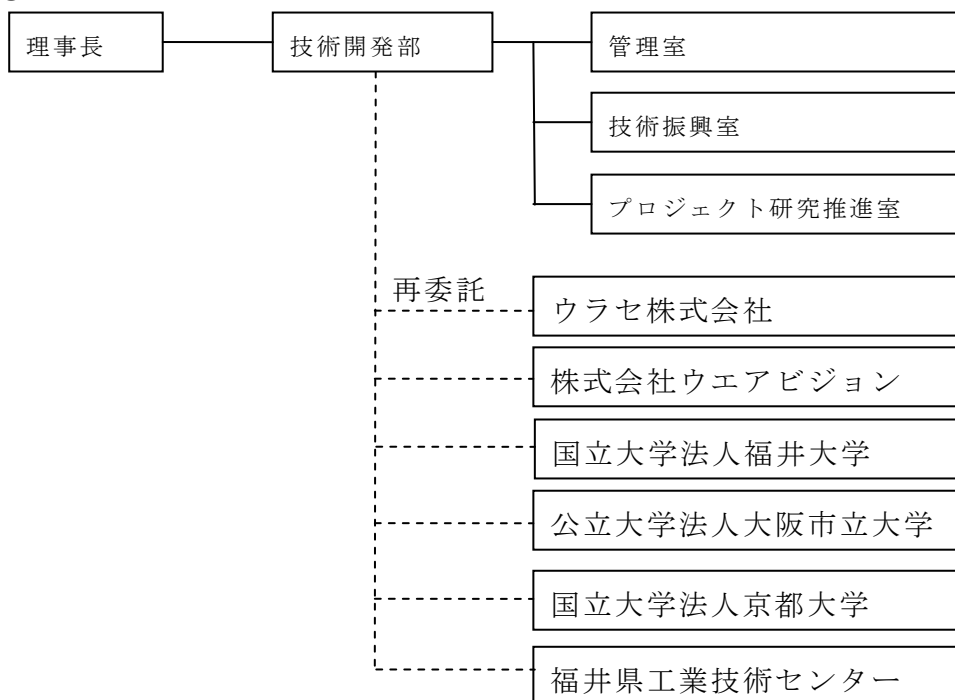 理事長
技術開発部
管理室
技術振興室
プロジェクト研究推進室
再委託
ウラセ株式会社
株式会社ウエアビジョン
国立大学法人福井大学
公立大学法人大阪市立大学
国立大学法人京都大学
福井県工業技術センター